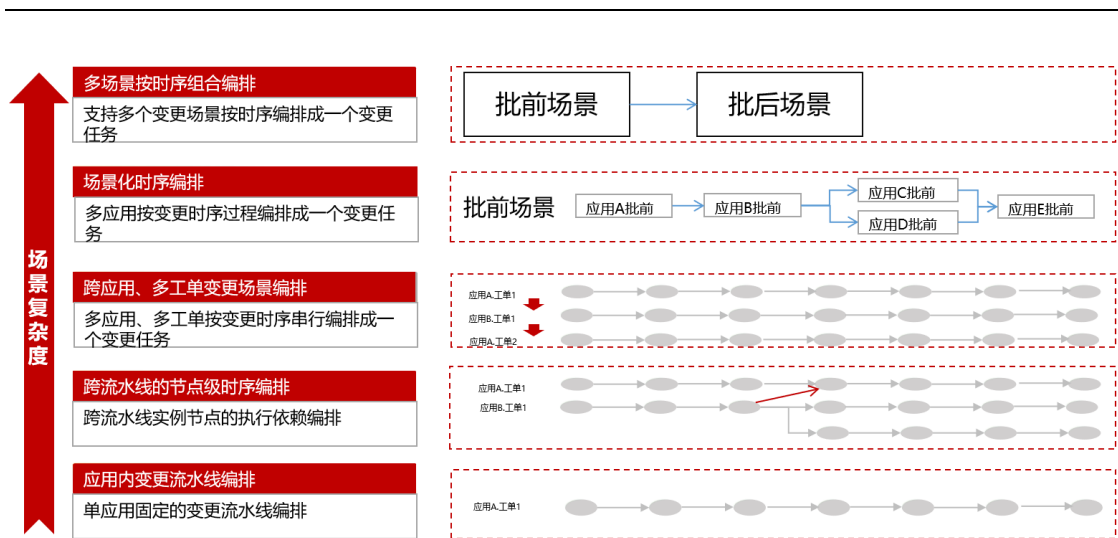 多场景按时序组合编排
支持多个变更场景按时序编排成一个变更
任务
批前场景
批后场景
场景化时序编排
多应用按变更时序过程编排成一个变更任
务
批前场景
应用A批前
应用B批前
应用C批前
应用D批前
应用E批前
场景复杂度
跨应用、多工单变更场景编排
多应用、多工单按变更时序串行编排成一
个变更任务
应用A.工单1
应用B.工单1
应用A.工单2
跨流水线的节点级时序编排
跨流水线实例节点的执行依赖编排
应用A.工单1
应用B.工单1
应用内变更流水线编排
单应用固定的变更流水线编排
应用A.工单1